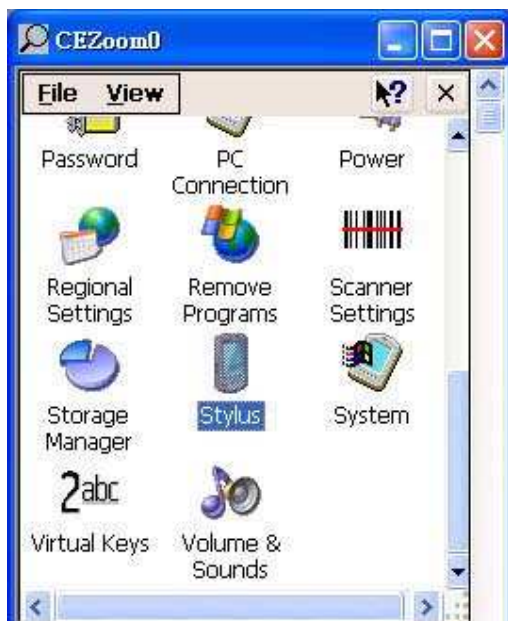 CEZoom0
File View
?
Password PC Connection Power
Regional Settings Remove Programs Scanner Settings
Storage Manager Stylus System
2abc
Virtual Keys Volume & Sounds